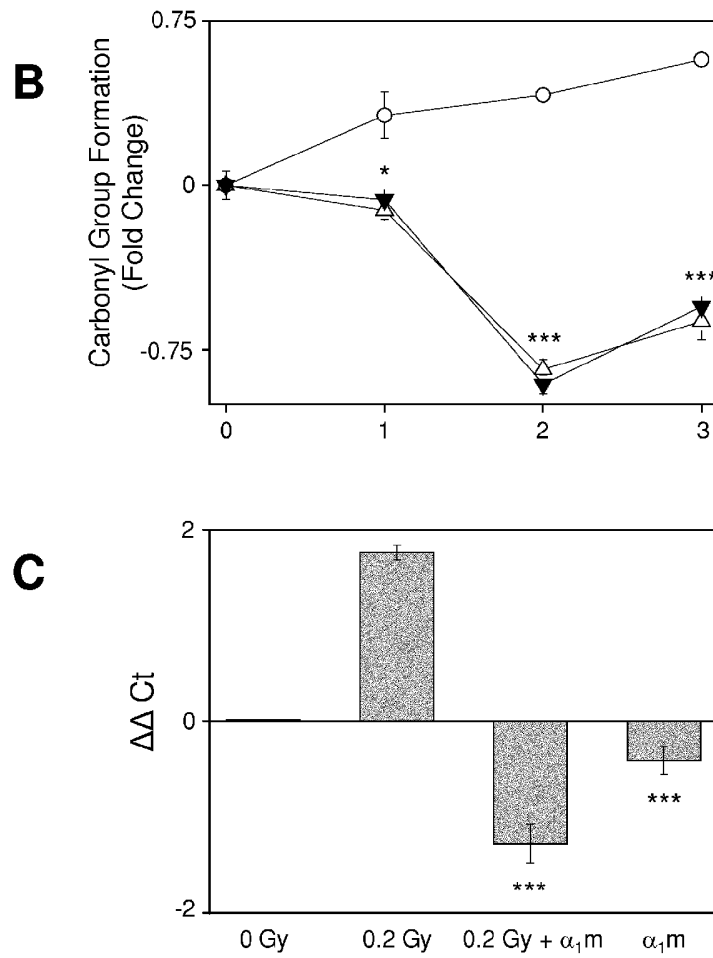 B
Carbonyl Group Formation
(Fold Change)
0.75
0
-0.75
*
***
***
0
1
2
3
C
ΔΔ Ct
2
0
-2
***
***
0 Gy
0.2 Gy
0.2 Gy + α₁m
α₁m